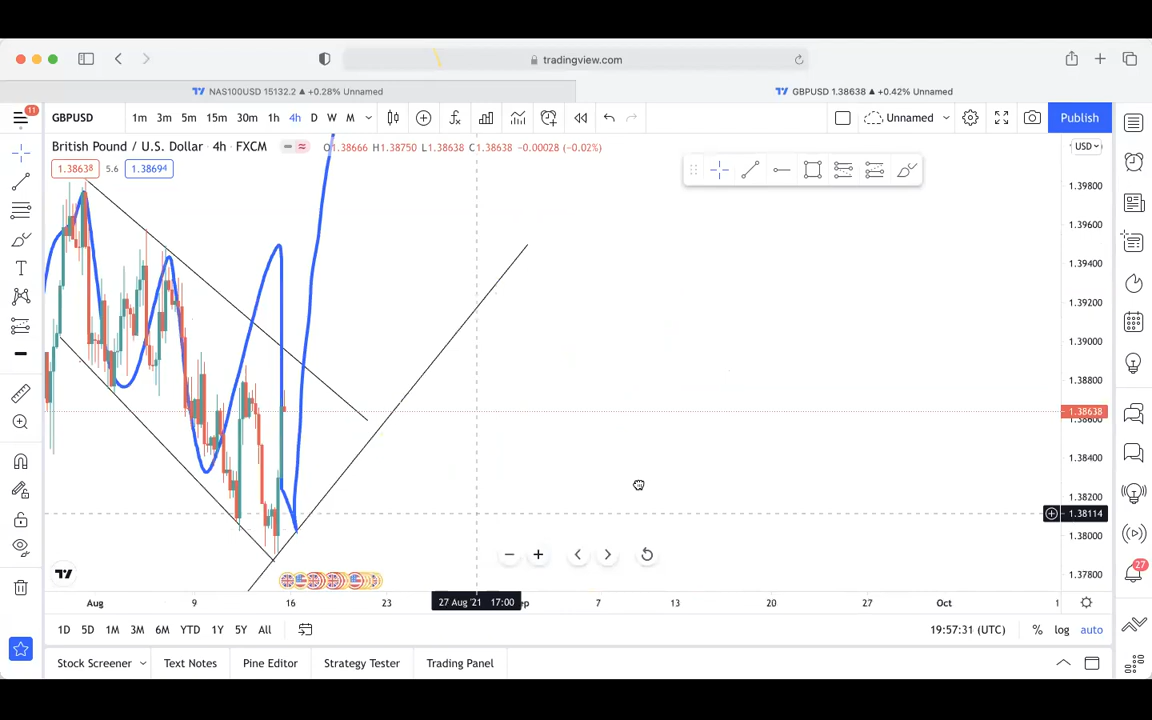 tradingview.com
NAS100USD 15132.2 ▲ +0.28% Unnamed
GBPUSD 1.38638 ▲ +0.42% Unnamed
11
GBPUSD 1m 3m 5m 15m 30m 1h 4h D W M Unnamed Publish
British Pound / U.S. Dollar · 4h · FXCM O1.38666 H1.38750 L1.38638 C1.38638 -0.00028 (-0.02%)
USD
1.38638 5.6 1.38694
1.39800
1.39600
1.39400
1.39200
1.39000
1.38800
1.38638
1.38400
1.38200
1.38114
1.38000
1.37800
27
Aug 9 16 23 27 Aug '21 17:00 7 13 20 27 Oct 1
1D 5D 1M 3M 6M YTD 1Y 5Y All 19:57:31 (UTC) % log auto
Stock Screener Text Notes Pine Editor Strategy Tester Trading Panel